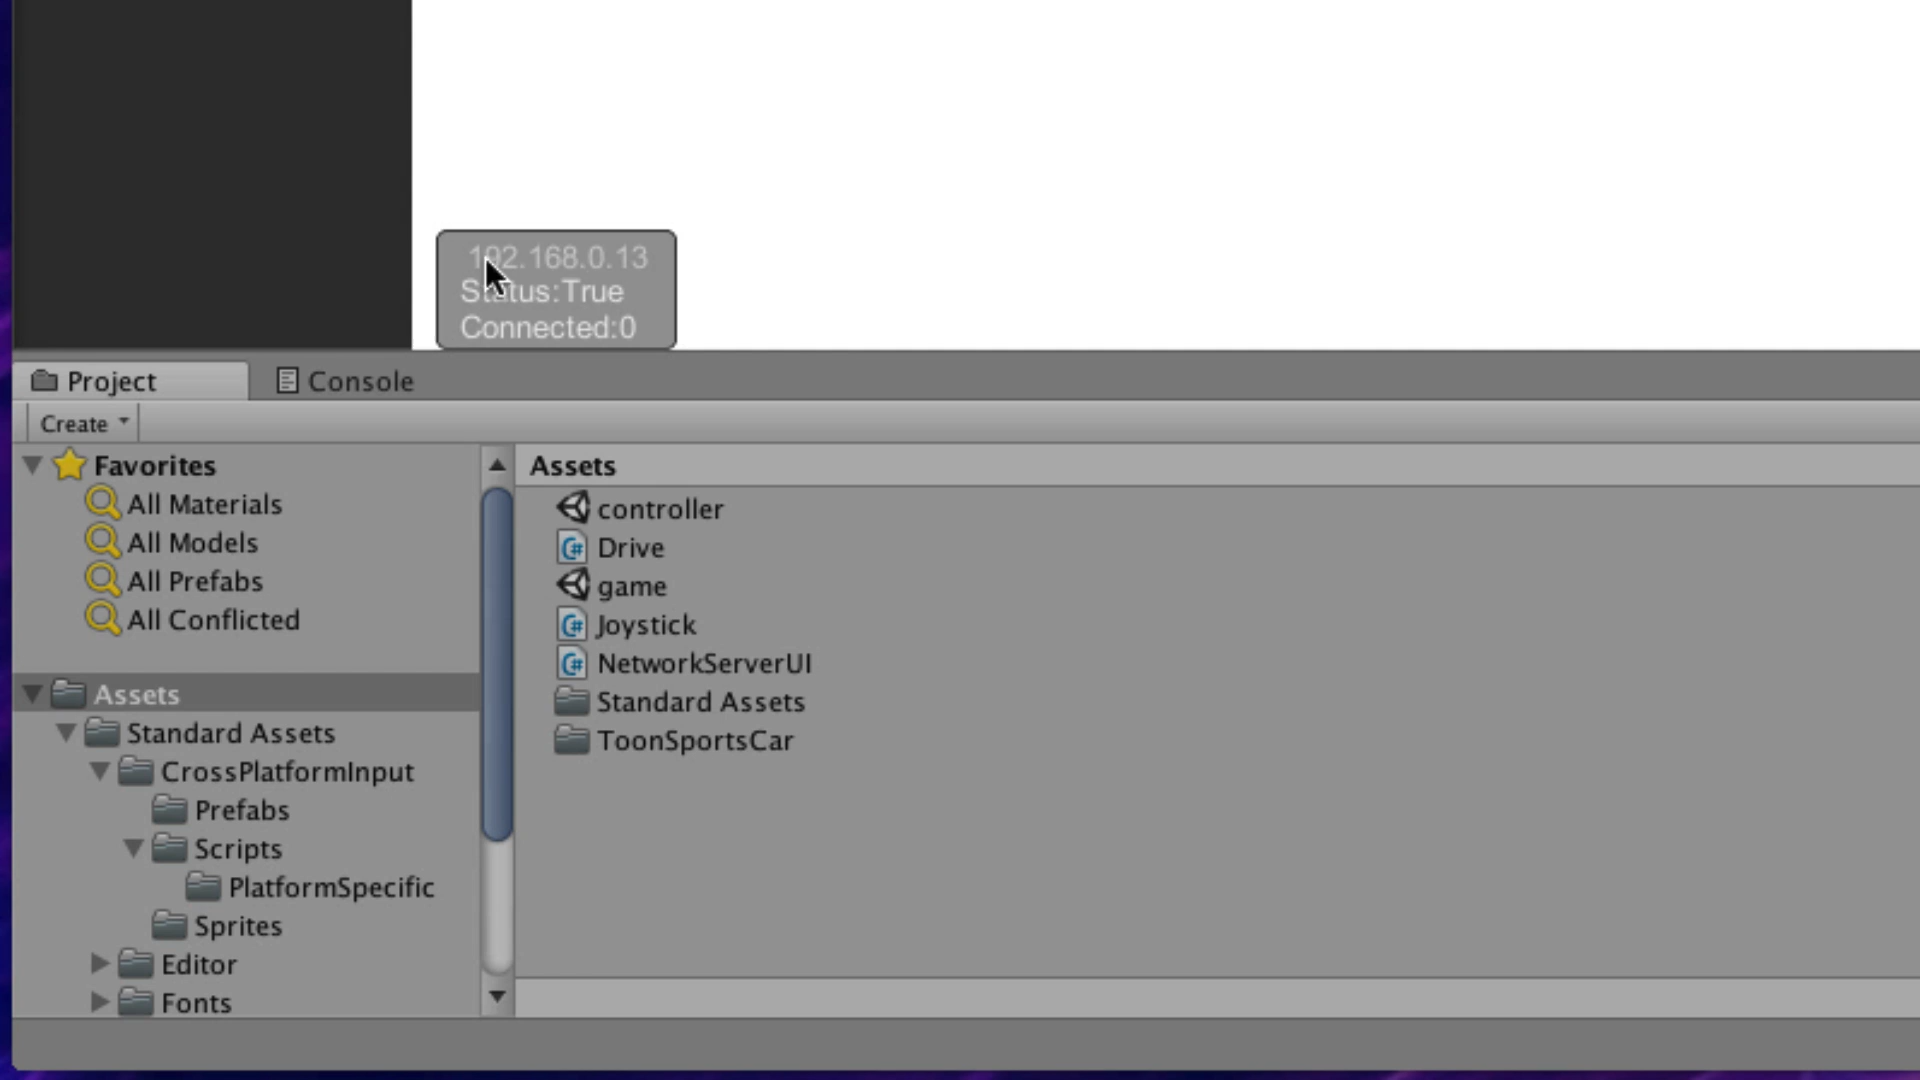 192.168.0.13
Status:True
Connected:0
Project
Console
Create
Favorites
All Materials
All Models
All Prefabs
All Conflicted
Assets
Standard Assets
CrossPlatformInput
Prefabs
Scripts
PlatformSpecific
Sprites
Editor
Fonts
Assets
controller
Drive
game
Joystick
NetworkServerUI
Standard Assets
ToonSportsCar